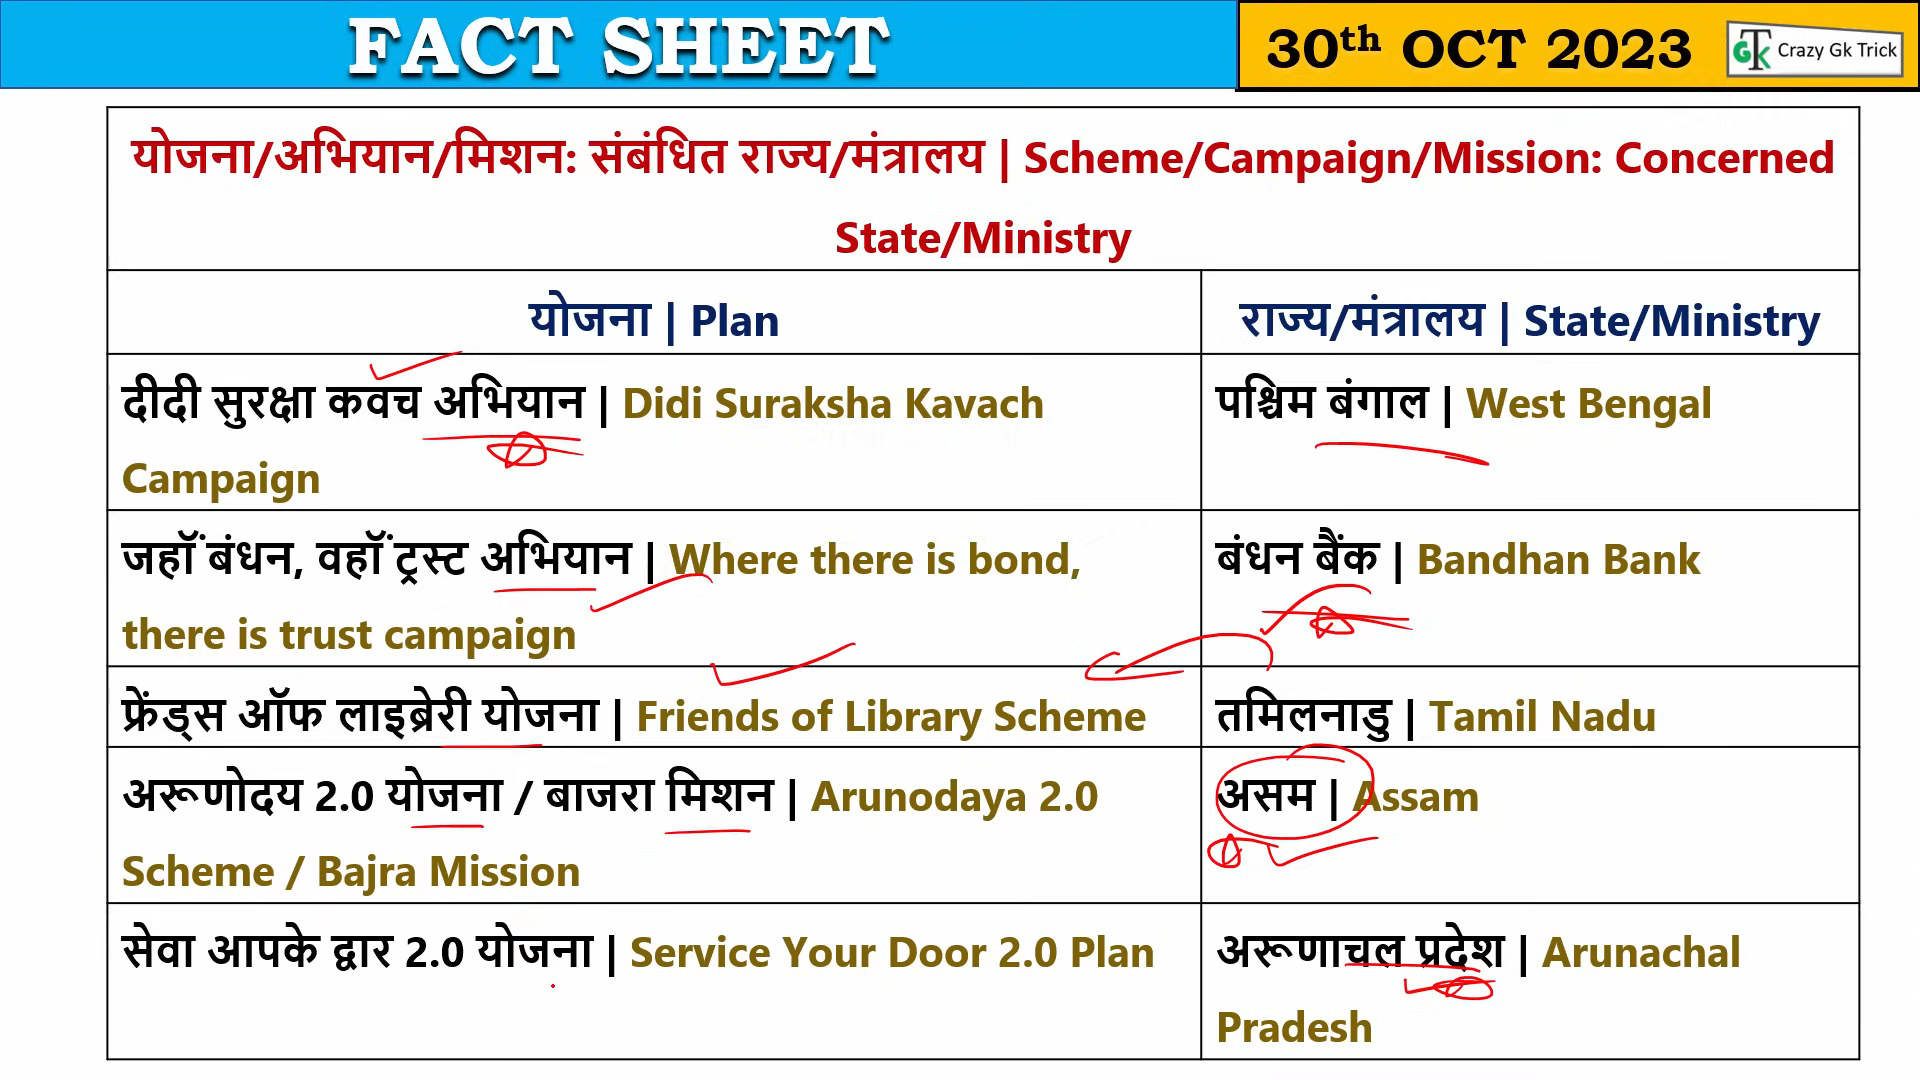 FACT SHEET
30th OCT 2023
GTK Crazy Gk Trick
योजना/अभियान/मिशन: संबंधित राज्य/मंत्रालय | Scheme/Campaign/Mission: Concerned
State/Ministry
योजना | Plan
राज्य/मंत्रालय | State/Ministry
दीदी सुरक्षा कवच अभियान | Didi Suraksha Kavach
Campaign
पश्चिम बंगाल | West Bengal
जहॉं बंधन, वहॉं ट्रस्ट अभियान | Where there is bond,
there is trust campaign
बंधन बैंक | Bandhan Bank
फ्रेंड्स ऑफ लाइब्रेरी योजना | Friends of Library Scheme
तमिलनाडु | Tamil Nadu
अरूणोदय 2.0 योजना / बाजरा मिशन | Arunodaya 2.0
Scheme / Bajra Mission
असम | Assam
सेवा आपके द्वार 2.0 योजना | Service Your Door 2.0 Plan
अरूणाचल प्रदेश | Arunachal
Pradesh